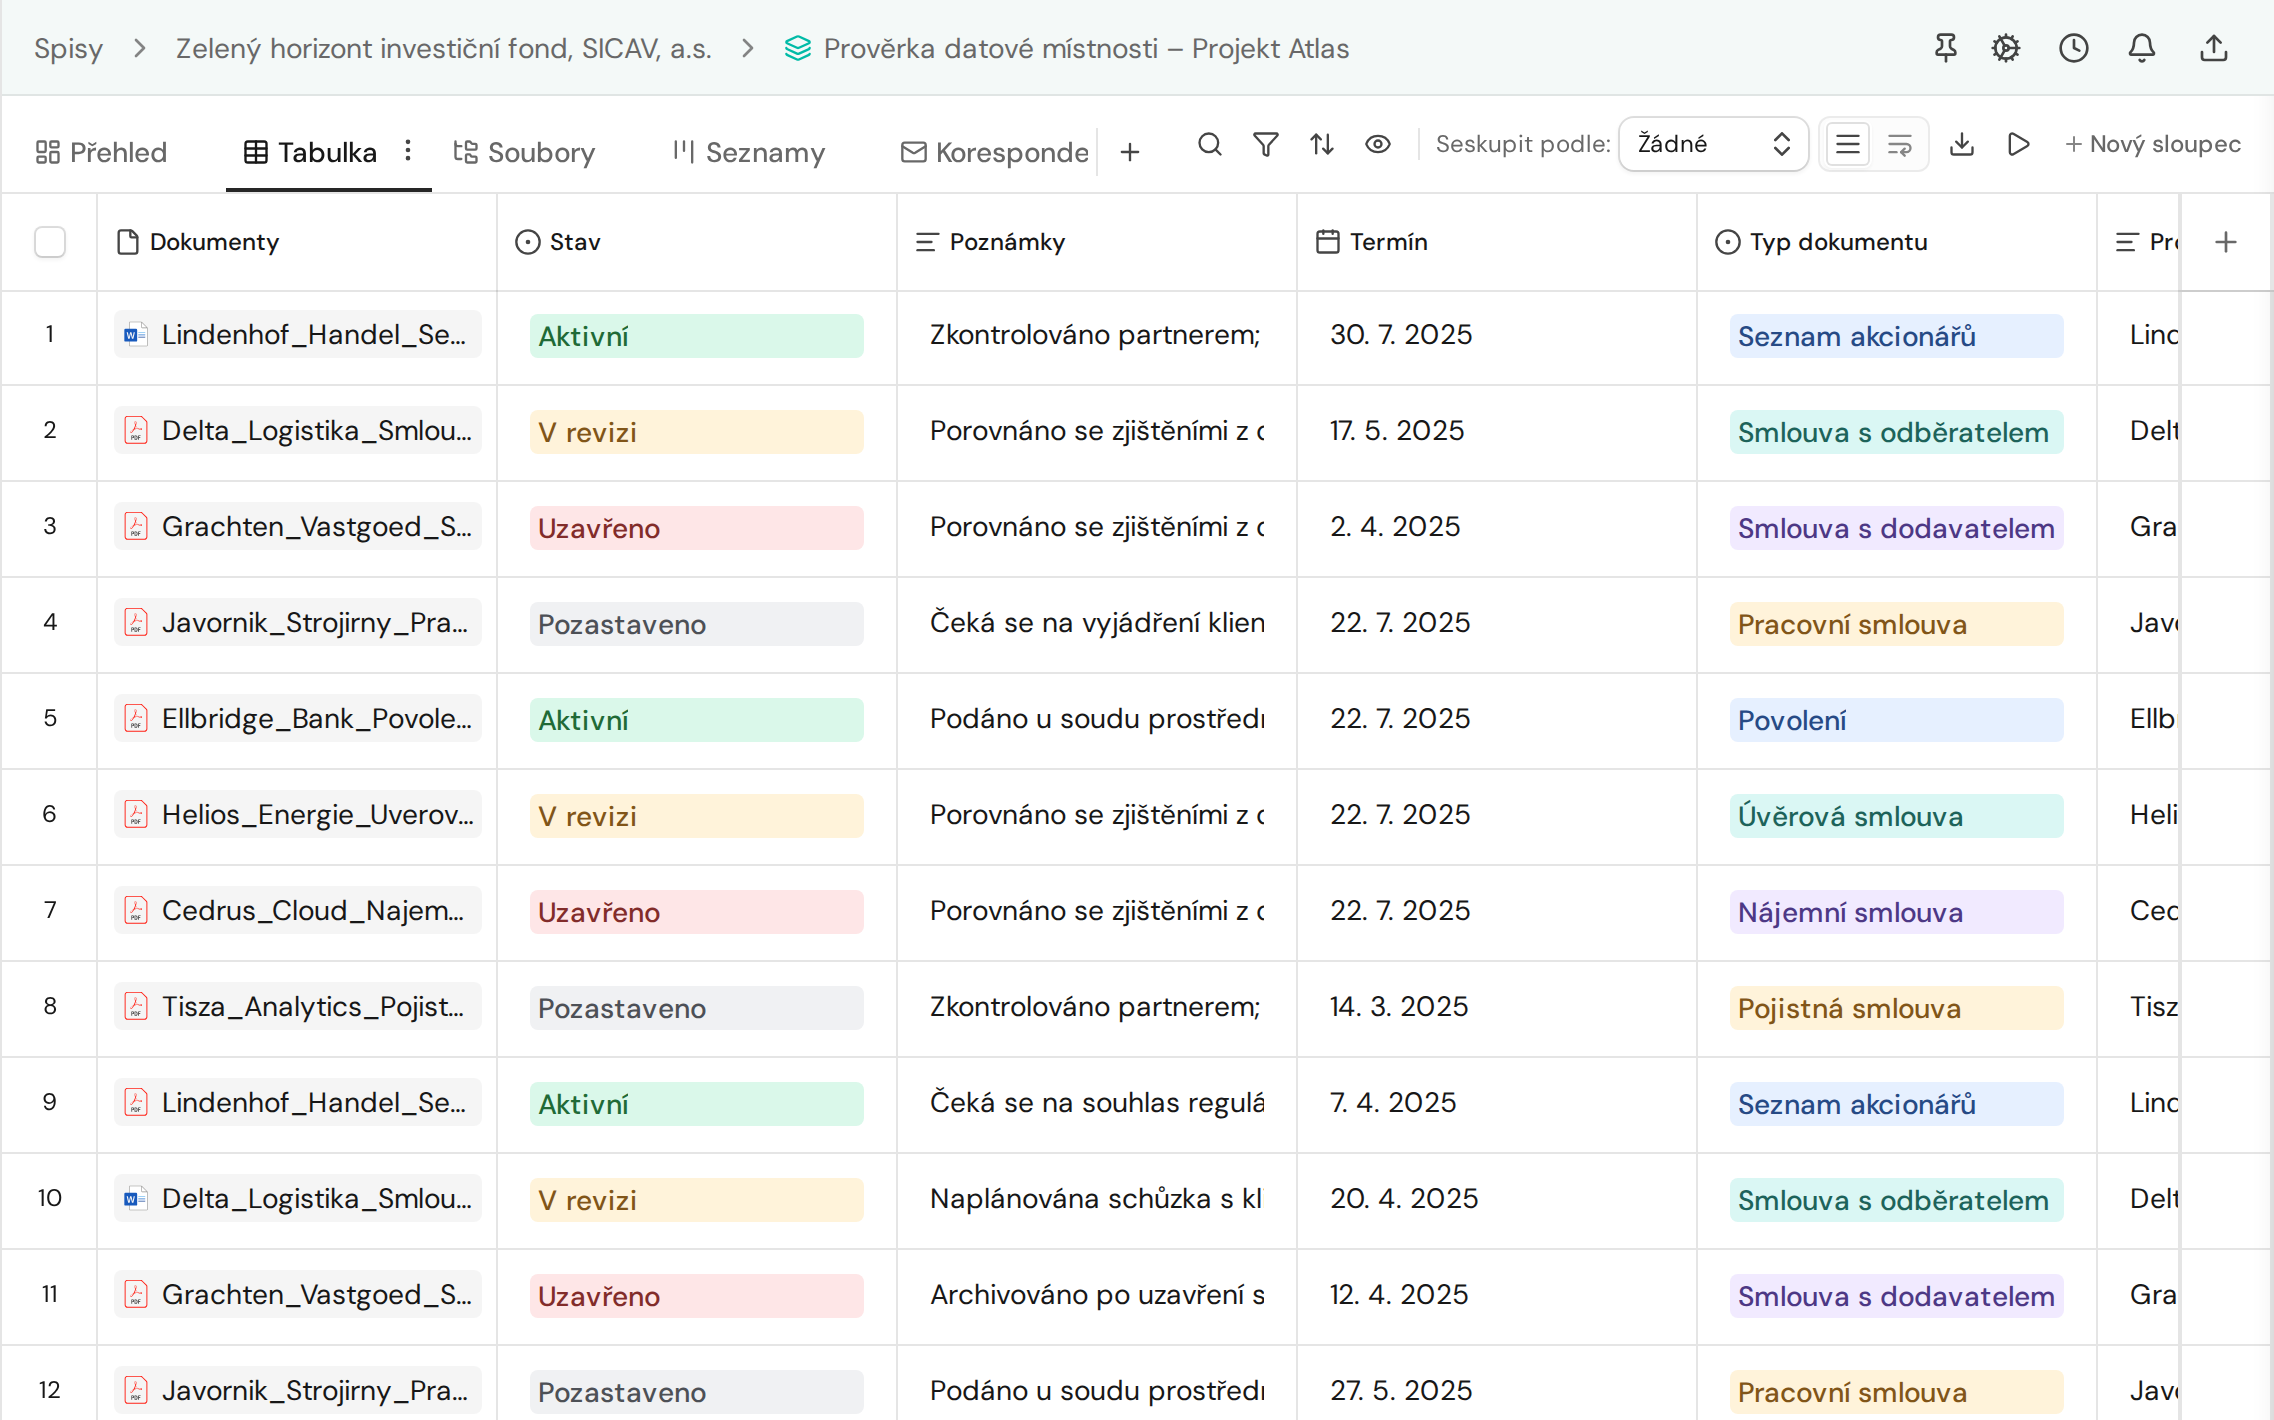 Spisy Zelený horizont investiční fond, SICAV, a.s. Prověrka datové místnosti – Projekt Atlas
Přehled Tabulka Soubory Seznamy Koresponde Seskupit podle: Žádné Nový sloupec
Dokumenty Stav Poznámky Termín Typ dokumentu
1 Lindenhof_Handel_Se... Aktivní Zkontrolováno partnerem; 30. 7. 2025 Seznam akcionářů
2 Delta_Logistika_Smlou... V revizi Porovnáno se zjištěními z 17. 5. 2025 Smlouva s odběratelem
3 Grachten_Vastgoed_S... Uzavřeno Porovnáno se zjištěními z 2. 4. 2025 Smlouva s dodavatelem Gra
4 Javornik_Strojirny_Pra... Pozastaveno Čeká se na vyjádření klien 22. 7. 2025 Pracovní smlouva
5 Ellbridge_Bank_Povole... Aktivní Podáno u soudu 22. 7. 2025 Povolení Ellb
6 Helios_Energie_Uverov... V revizi Porovnáno se zjištěními z 22. 7. 2025 Úvěrová smlouva Heli
7 Cedrus_Cloud_Najem... Uzavřeno Porovnáno se zjištěními z 22. 7. 2025 Nájemní smlouva
8 Tisza_Analytics_Pojist... Pozastaveno Zkontrolováno partnerem; 14. 3. 2025 Pojistná smlouva Tisz
9 Lindenhof_Handel_Se... Aktivní Čeká se na souhlas regulá 7. 4. 2025 Seznam akcionářů
10 Delta_Logistika_Smlou... V revizi Naplánována schůzka s kl 20. 4. 2025 Smlouva s odběratelem
11 Grachten_Vastgoed_S... Uzavřeno Archivováno po uzavření s 12. 4. 2025 Smlouva s dodavatelem Gra
12 Javornik_Strojirny_Pra... Pozastaveno Podáno u soudu 27. 5. 2025 Pracovní smlouva